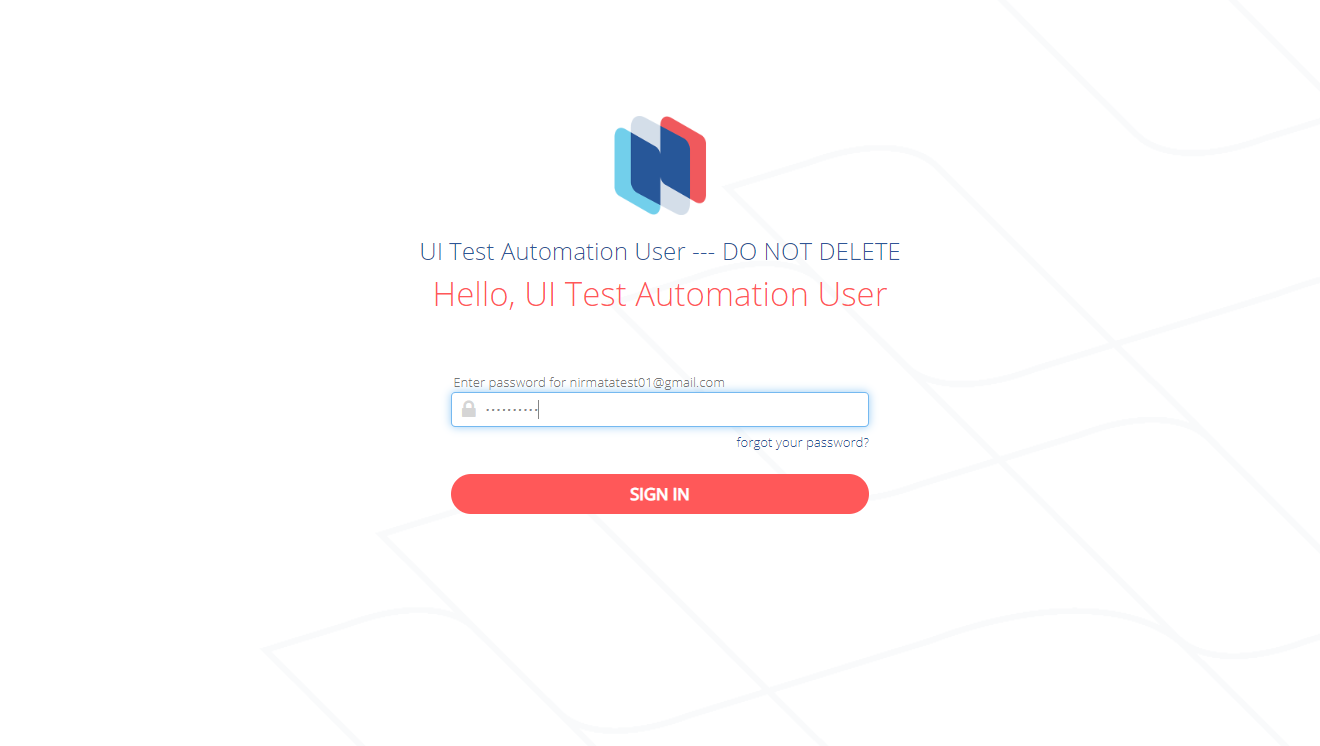 UI Test Automation User --- DO NOT DELETE
Hello, UI Test Automation User
Enter password for nirmatatest01@gmail.com
··········
forgot your password?
SIGN IN